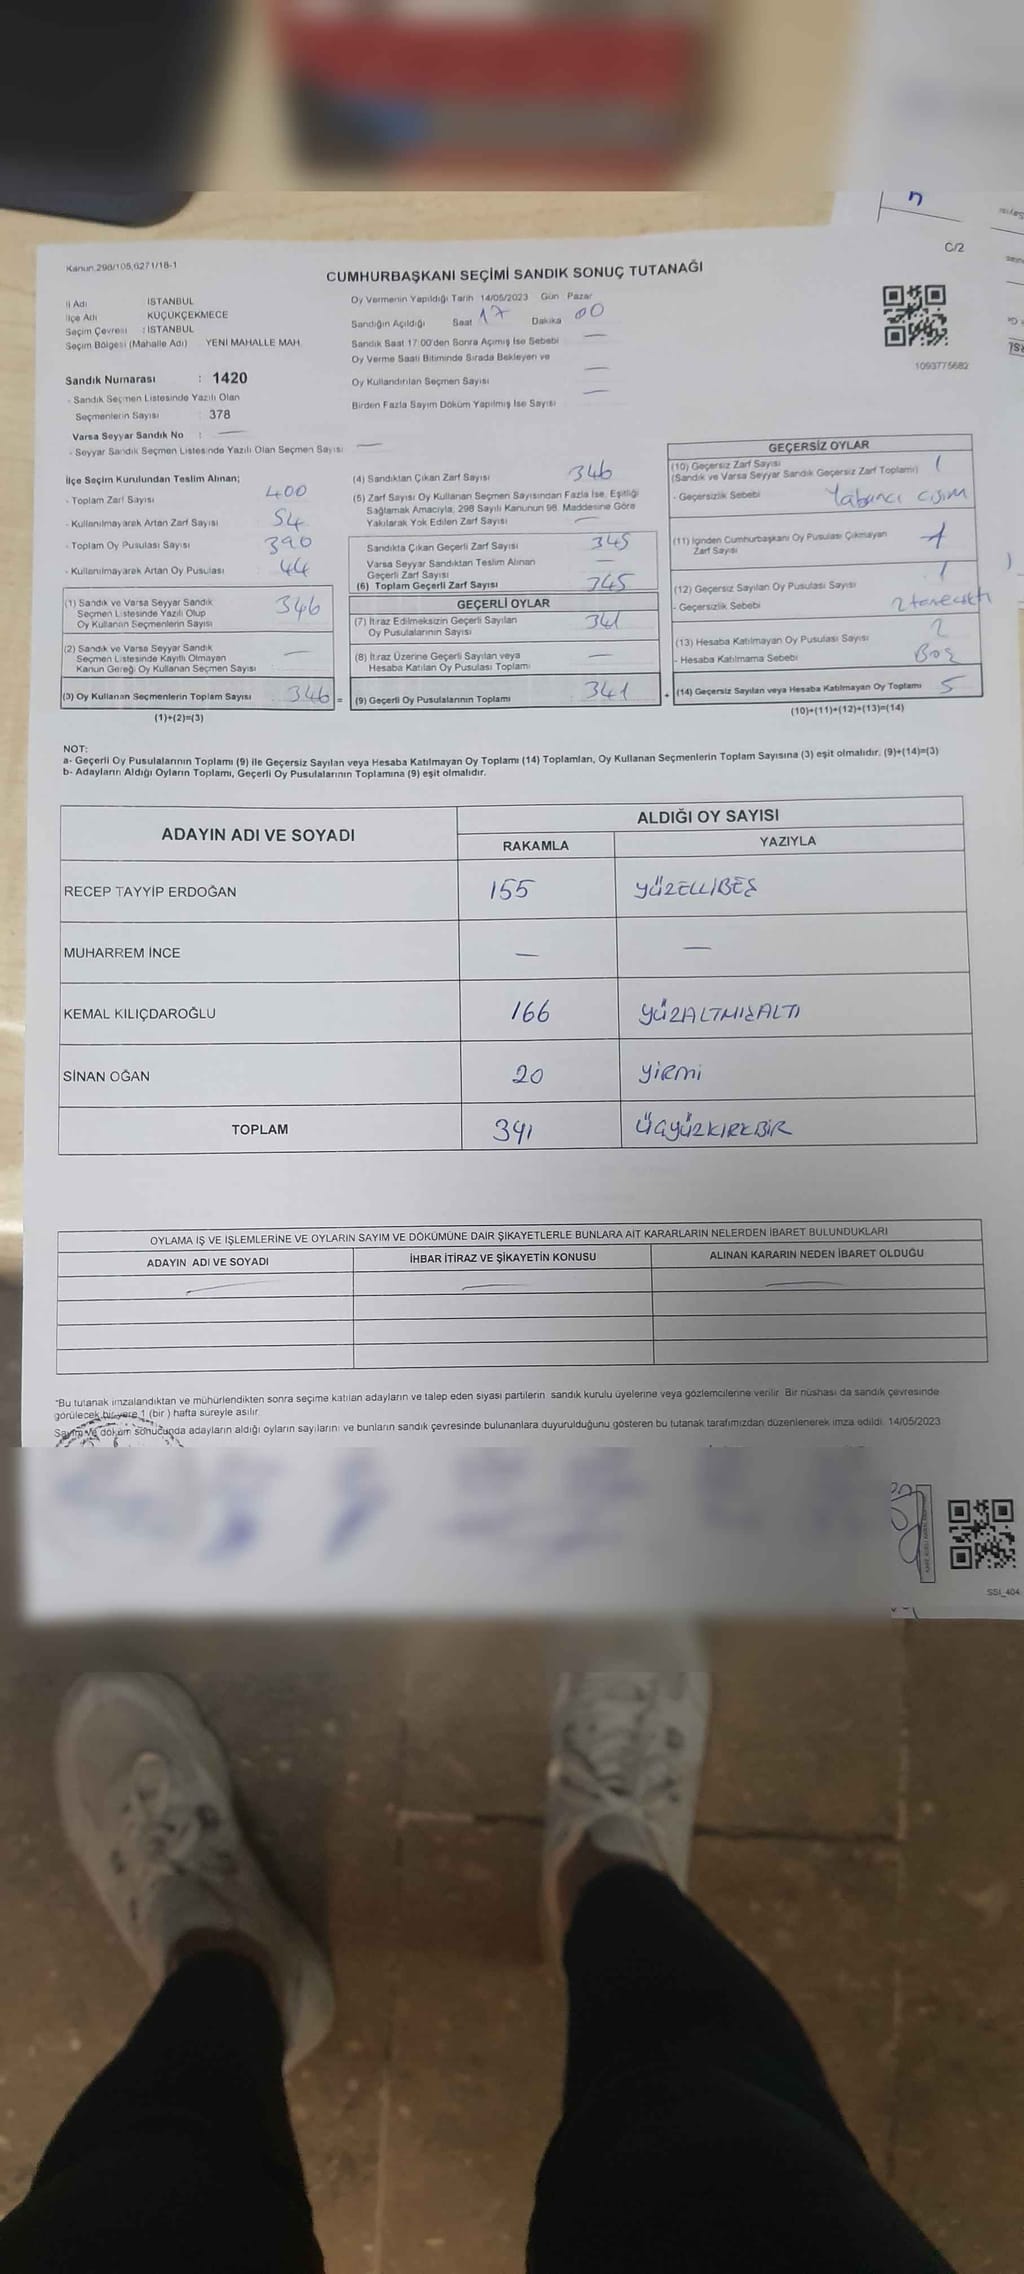 n
C/2
Kanun.298/105,6271/16-1
CUMHURBAŞKANI SEÇİMİ SANDIK SONUÇ TUTANAĞI
1093775682
İl Adı : İSTANBUL
İlçe Adı KÜÇÜKÇEKMECE
Seçim Çevresi : İSTANBUL
Seçim Bölgesi (Mahalle Adı) YENİ MAHALLE MAH.
Sandık Numarası : 1420
- Sandık Seçmen Listesinde Yazılı Olan
Seçmenlerin Sayısı 378
Varsa Seyyar Sandık No : —
- Seyyar Sandık Seçmen Listesinde Yazılı Olan Seçmen Sayısı —
Oy Vermenin Yapıldığı Tarih 14/05/2023 Gün Pazar
Sandığın Açıldığı Saat 17 Dakika 00
Sandık Saat 17:00'den Sonra Açımış İse Sebebi —
Oy Verme Saati Bitiminde Sırada Bekleyen ve
Oy Kullandırılan Seçmen Sayısı —
Birden Fazla Sayım Döküm Yapılmış İse Sayısı —
İlçe Seçim Kurulundan Teslim Alınan;
- Toplam Zarf Sayısı 400
- Kullanılmayarak Artan Zarf Sayısı 54
- Toplam Oy Pusulası Sayısı 390
- Kullanılmayarak Artan Oy Pusulası 44
(1) Sandık ve Varsa Seyyar Sandık
Seçmen Listesinde Yazılı Olup
Oy Kullanan Seçmenlerin Sayısı 346
(2) Sandık ve Varsa Seyyar Sandık
Seçmen Listesinde Kayıtlı Olmayan
Kanun Gereği Oy Kullanan Seçmen Sayısı —
(3) Oy Kullanan Seçmenlerin Toplam Sayısı 346 =
(1)+(2)=(3)
(4) Sandıktan Çıkan Zarf Sayısı 346
(5) Zarf Sayısı Oy Kullanan Seçmen Sayısından Fazla İse, Eşitliği
Sağlamak Amacıyla, 298 Sayılı Kanunun 98. Maddesine Göre
Yakılarak Yok Edilen Zarf Sayısı —
Sandıkta Çıkan Geçerli Zarf Sayısı 345
Varsa Seyyar Sandıktan Teslim Alınan
Geçerli Zarf Sayısı —
(6) Toplam Geçerli Zarf Sayısı 345
GEÇERLİ OYLAR
(7) İtiraz Edilmeksizin Geçerli Sayılan
Oy Pusulalarının Sayısı 341
(8) İtiraz Üzerine Geçerli Sayılan veya
Hesaba Katılan Oy Pusulası Toplamı —
(9) Geçerli Oy Pusulalarının Toplamı 341 +
GEÇERSİZ OYLAR
(10) Geçersiz Zarf Sayısı 1
(Sandık ve Varsa Seyyar Sandık Geçersiz Zarf Toplamı)
- Geçersizlik Sebebi Yabancı cisim
(11) İçinden Cumhurbaşkanı Oy Pusulası Çıkmayan
Zarf Sayısı 1
(12) Geçersiz Sayılan Oy Pusulası Sayısı 1
- Geçersizlik Sebebi 2 tane
(13) Hesaba Katılmayan Oy Pusulası Sayısı 2
- Hesaba Katılmama Sebebi Boş
(14) Geçersiz Sayılan veya Hesaba Katılmayan Oy Toplamı 5
(10)+(11)+(12)+(13)=(14)
NOT:
a- Geçerli Oy Pusulalarının Toplamı (9) ile Geçersiz Sayılan veya Hesaba Katılmayan Oy Toplamı (14) Toplamları, Oy Kullanan Seçmenlerin Toplam Sayısına (3) eşit olmalıdır. (9)+(14)=(3)
b- Adayların Aldığı Oyların Toplamı, Geçerli Oy Pusulalarının Toplamına (9) eşit olmalıdır.
ADAYIN ADI VE SOYADI ALDIĞI OY SAYISI
RAKAMLA YAZIYLA
RECEP TAYYİP ERDOĞAN 155 YÜZELLİBEŞ
MUHARREM İNCE — —
KEMAL KILIÇDAROĞLU 166 YÜZALTMIŞALTI
SİNAN OĞAN 20 YİRMİ
TOPLAM 341 ÜÇYÜZKIRKBİR
OYLAMA İŞ VE İŞLEMLERİNE VE OYLARIN SAYIM VE DÖKÜMÜNE DAİR ŞİKAYETLERLE BUNLARA AİT KARARLARIN NELERDEN İBARET BULUNDUKLARI
ADAYIN ADI VE SOYADI İHBAR İTİRAZ VE ŞİKAYETİN KONUSU ALINAN KARARIN NEDEN İBARET OLDUĞU
— — —
*Bu tutanak imzalandıktan ve mühürlendikten sonra seçime katılan adayların ve talep eden siyasi partilerin sandık kurulu üyelerine veya gözlemcilerine verilir. Bir nüshası da sandık çevresinde
görülecek bir yere 1 (bir) hafta süreyle asılır.
Sayım ve döküm sonucunda adayların aldığı oyların sayılarını ve bunların sandık çevresinde bulunanlara duyurulduğunu gösteren bu tutanak tarafımızdan düzenlenerek imza edildi. 14/05/2023
SSI_404